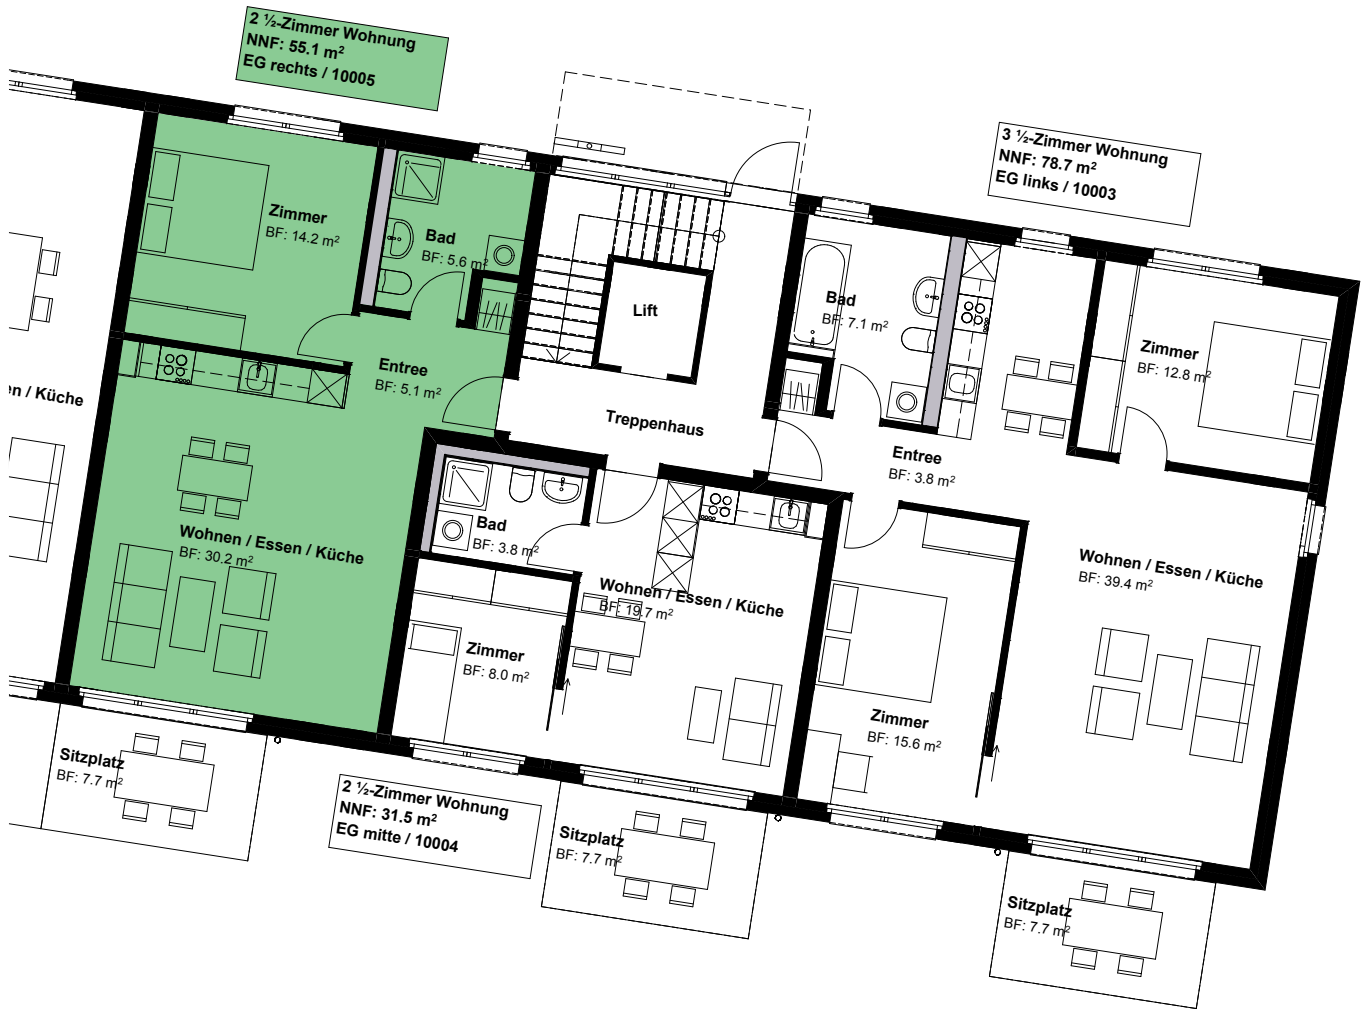 2 ½-Zimmer Wohnung
NNF: 55.1 m²
EG rechts / 10005
3 ½-Zimmer Wohnung
NNF: 78.7 m²
EG links / 10003
Zimmer
BF: 14.2 m²
Bad
BF: 5.6 m²
Lift
Bad
BF: 7.1 m²
Zimmer
BF: 12.8 m²
Entree
BF: 5.1 m²
en / Küche
Treppenhaus
Entree
BF: 3.8 m²
Wohnen / Essen / Küche
BF: 30.2 m²
Bad
BF: 3.8 m²
Wohnen / Essen / Küche
BF: 19.7 m²
Wohnen / Essen / Küche
BF: 39.4 m²
Zimmer
BF: 8.0 m²
Zimmer
BF: 15.6 m²
Sitzplatz
BF: 7.7 m²
2 ½-Zimmer Wohnung
NNF: 31.5 m²
EG mitte / 10004
Sitzplatz
BF: 7.7 m²
Sitzplatz
BF: 7.7 m²